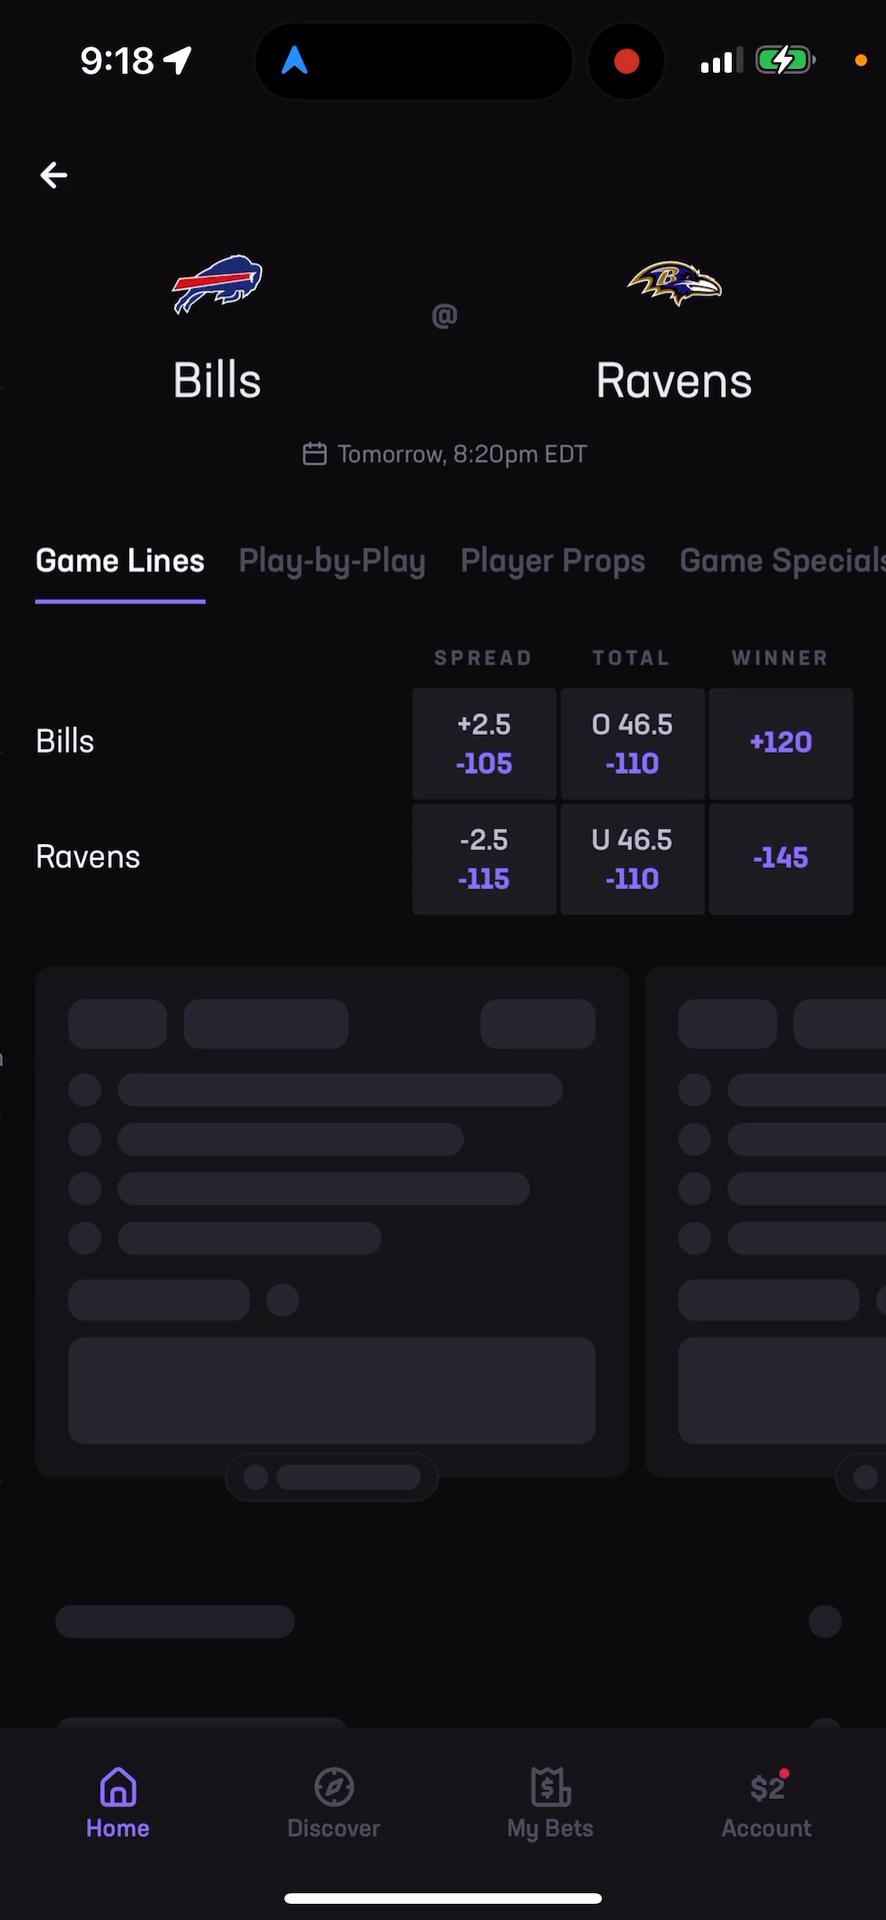 9:18
@
Bills
Ravens
Tomorrow, 8:20pm EDT
Game Lines Play-by-Play Player Props Game Specials
SPREAD TOTAL WINNER
Bills
+2.5
-105
O 46.5
-110
+120
Ravens
-2.5
-115
U 46.5
-110
-145
Home
Discover
My Bets
$2
Account